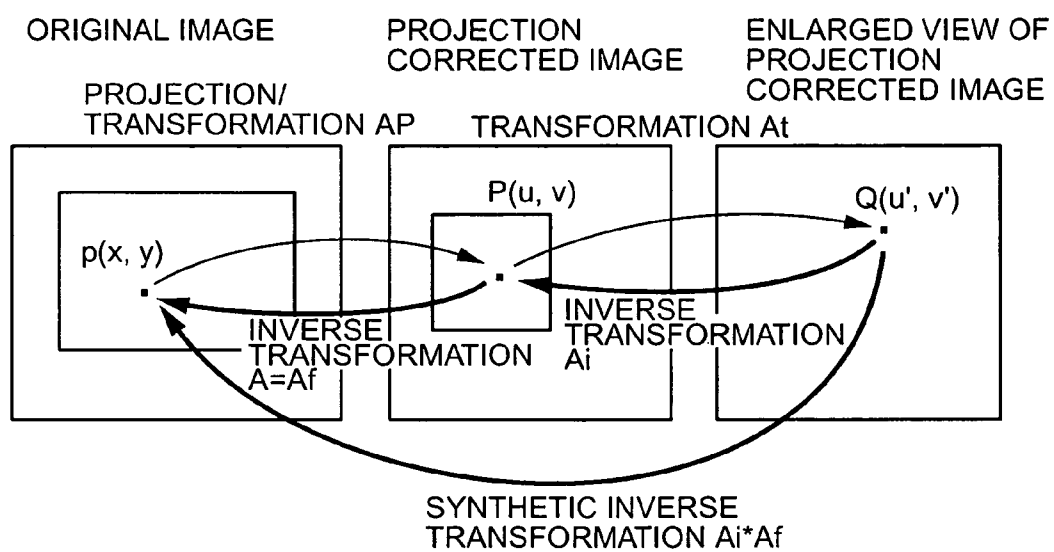 ORIGINAL IMAGE
PROJECTION
CORRECTED IMAGE
ENLARGED VIEW OF
PROJECTION
CORRECTED IMAGE
PROJECTION/
TRANSFORMATION AP
TRANSFORMATION At
p(x, y)
P(u, v)
Q(u', v')
INVERSE
TRANSFORMATION
A=Af
INVERSE
TRANSFORMATION
Ai
SYNTHETIC INVERSE
TRANSFORMATION Ai*Af